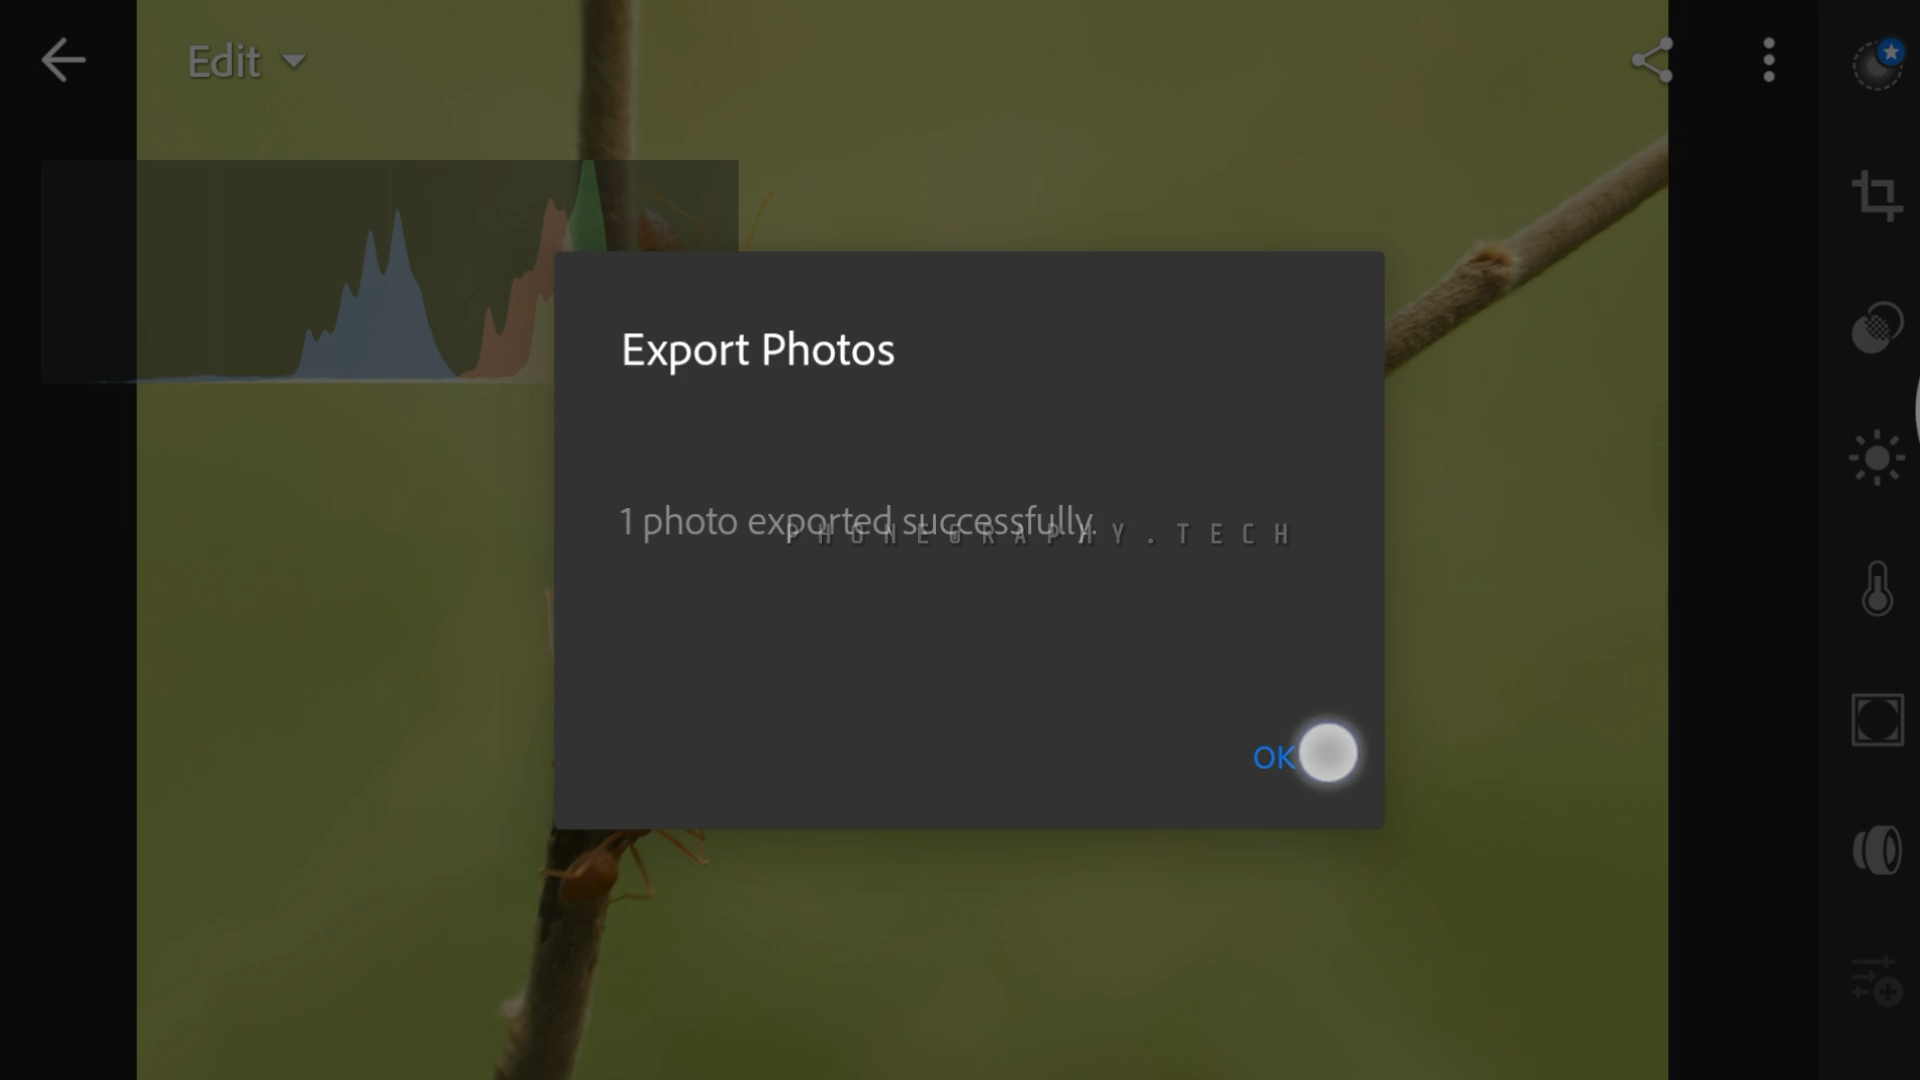 Edit
Export Photos
1 photo exported successfully.
PHONEGRAPHY.TECH
OK